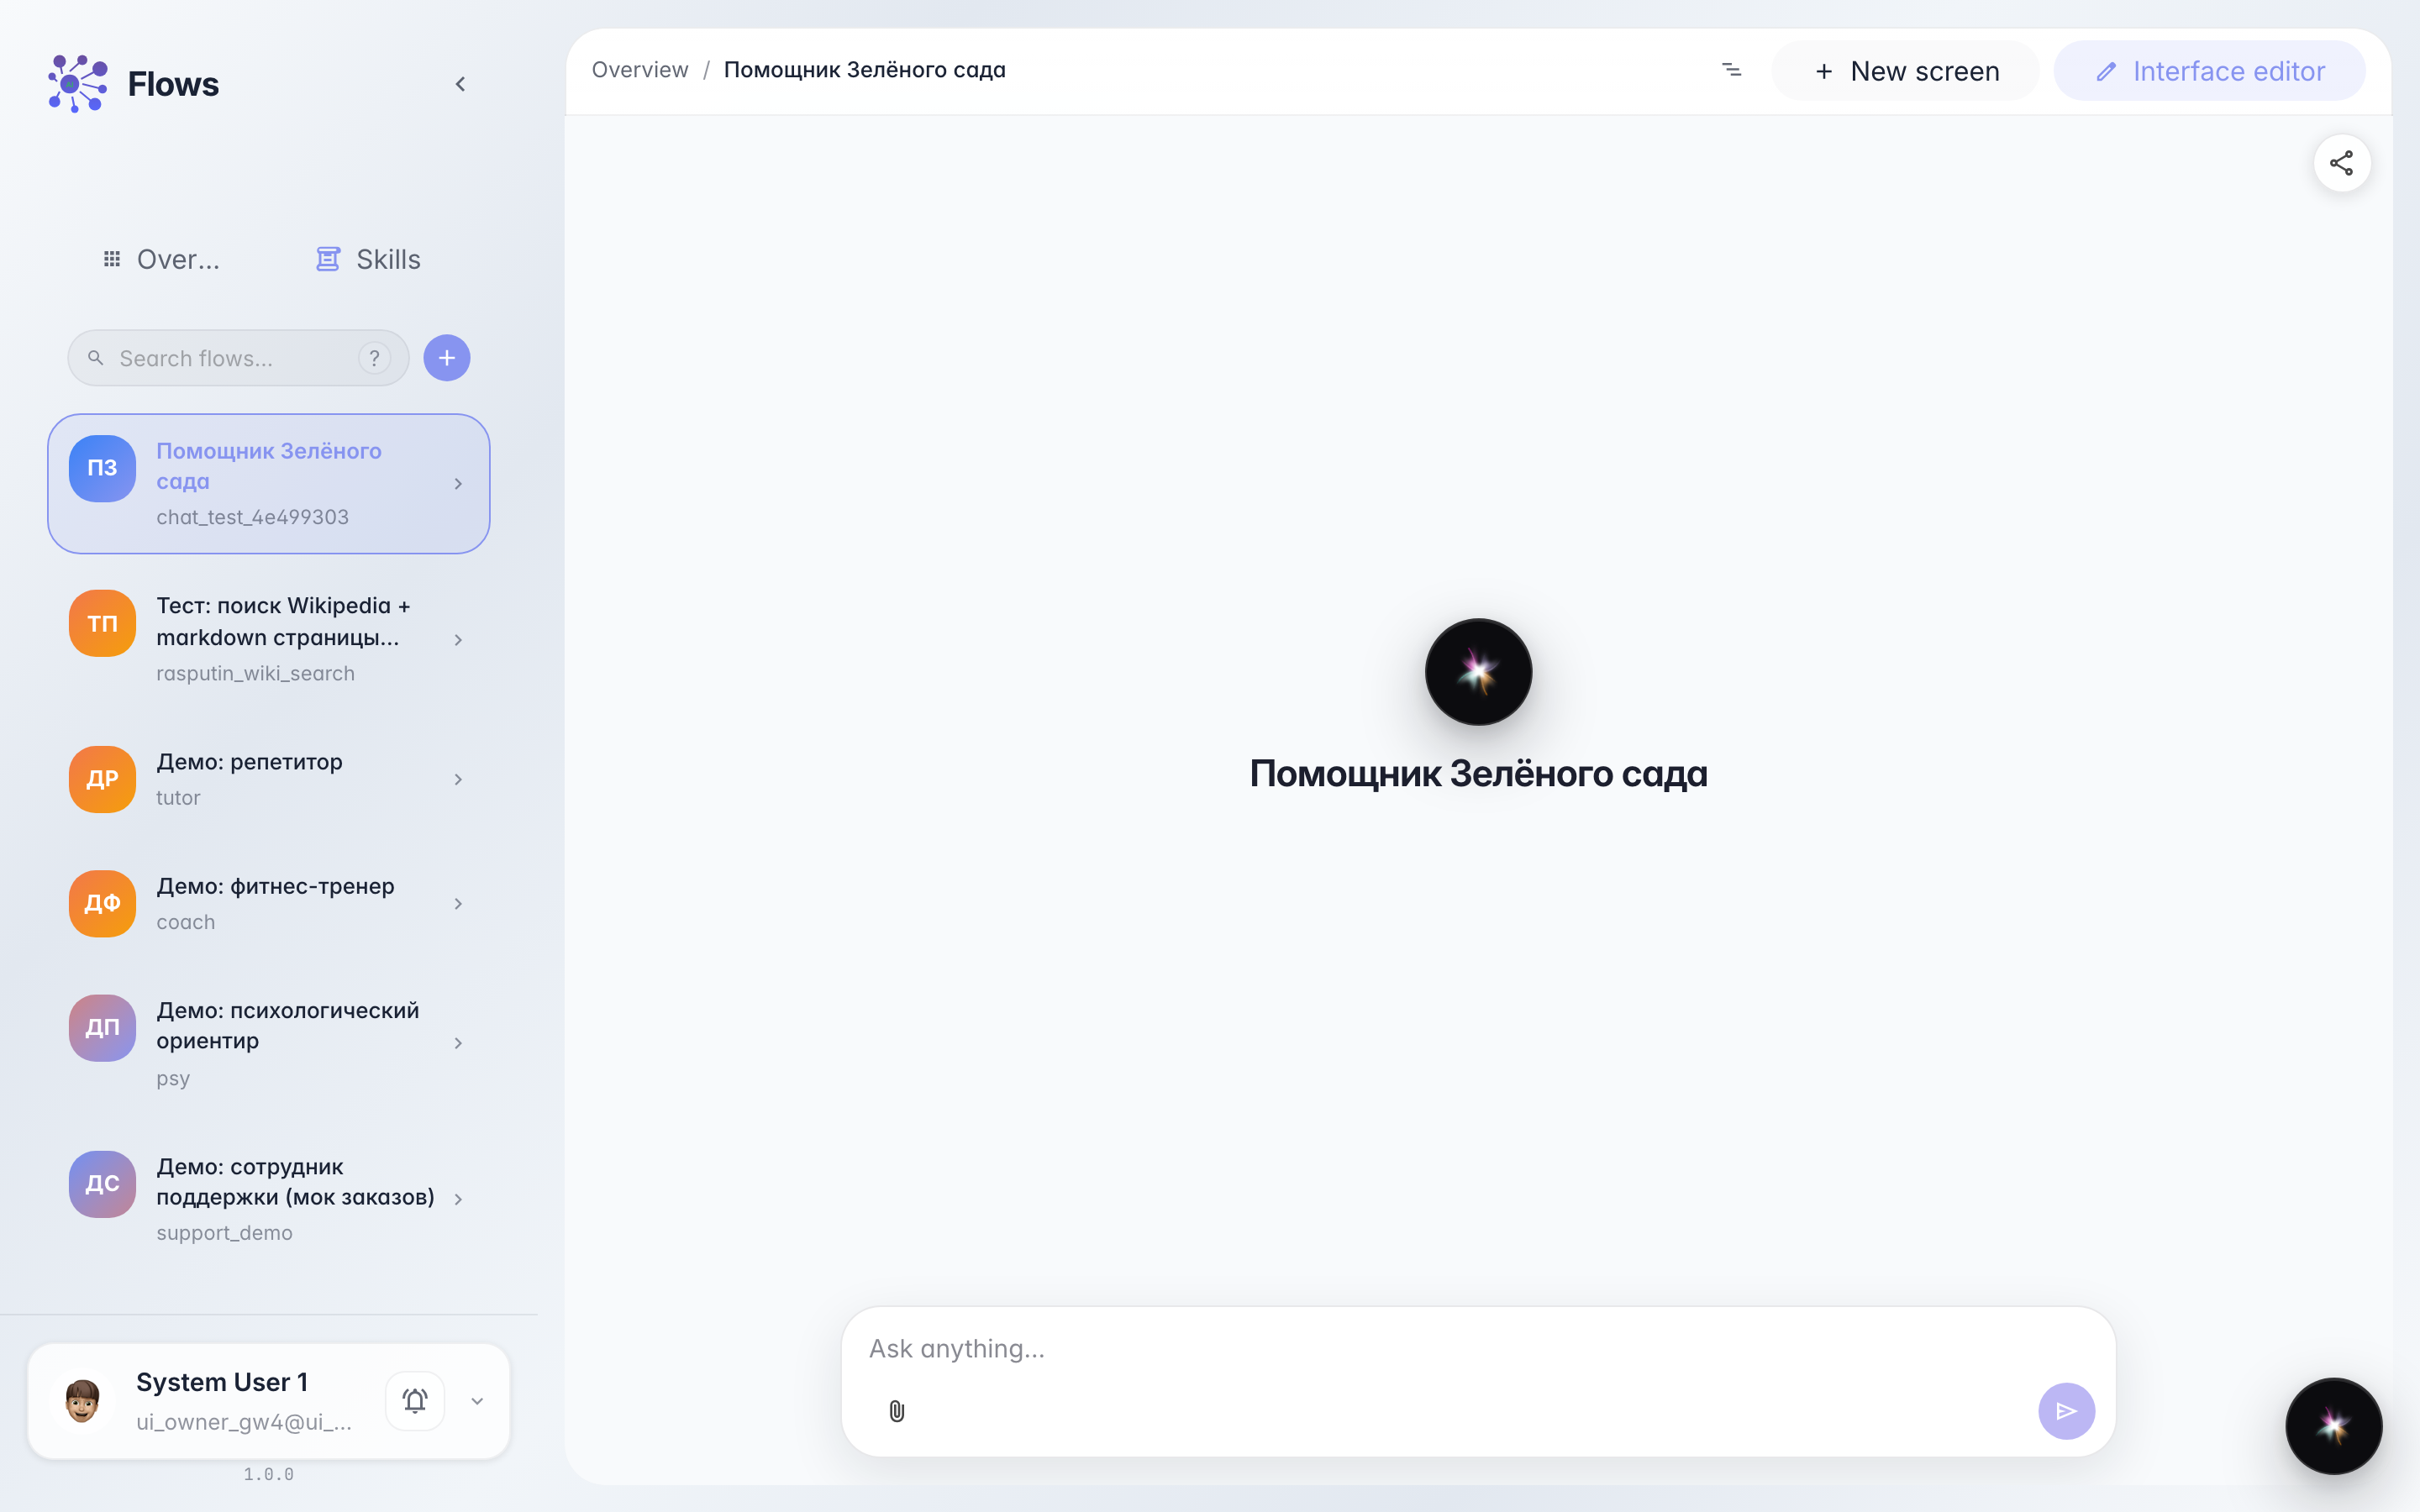 Flows
Over...
Skills
Search flows...
?
ПЗ
Помощник Зелёного
сада
chat_test_4e499303
ТП
Тест: поиск Wikipedia +
markdown страницы...
rasputin_wiki_search
ДР
Демо: репетитор
tutor
ДФ
Демо: фитнес-тренер
coach
ДП
Демо: психологический
ориентир
psy
ДС
Демо: сотрудник
поддержки (мок заказов)
support_demo
System User 1
ui_owner_gw4@ui_...
1.0.0
Overview / Помощник Зелёного сада
+ New screen
Interface editor
Помощник Зелёного сада
Ask anything...